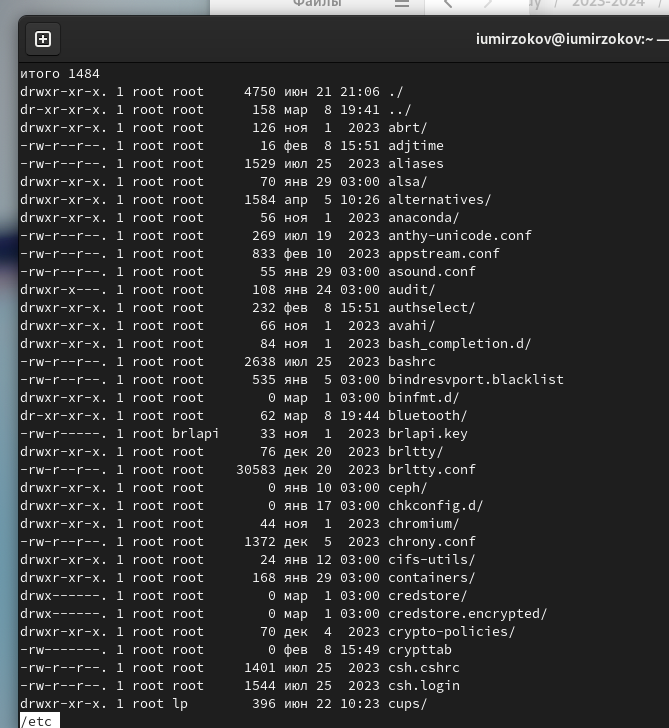 Файлы
2023-2024 /
iumirzokov@iumirzokov:~ —
итого 1484
drwxr-xr-x. 1 root root 4750 июн 21 21:06 ./
dr-xr-xr-x. 1 root root 158 мар 8 19:41 ../
drwxr-xr-x. 1 root root 126 ноя 1 2023 abrt/
-rw-r--r--. 1 root root 16 фев 8 15:51 adjtime
-rw-r--r--. 1 root root 1529 июл 25 2023 aliases
drwxr-xr-x. 1 root root 70 янв 29 03:00 alsa/
drwxr-xr-x. 1 root root 1584 апр 5 10:26 alternatives/
drwxr-xr-x. 1 root root 56 ноя 1 2023 anaconda/
-rw-r--r--. 1 root root 269 июл 19 2023 anthy-unicode.conf
-rw-r--r--. 1 root root 833 фев 10 2023 appstream.conf
-rw-r--r--. 1 root root 55 янв 29 03:00 asound.conf
drwxr-x---. 1 root root 108 янв 24 03:00 audit/
drwxr-xr-x. 1 root root 232 фев 8 15:51 authselect/
drwxr-xr-x. 1 root root 66 ноя 1 2023 avahi/
drwxr-xr-x. 1 root root 84 ноя 1 2023 bash_completion.d/
-rw-r--r--. 1 root root 2638 июл 25 2023 bashrc
-rw-r--r--. 1 root root 535 янв 5 03:00 bindresvport.blacklist
drwxr-xr-x. 1 root root 0 мар 1 03:00 binfmt.d/
dr-xr-xr-x. 1 root root 62 мар 8 19:44 bluetooth/
-rw-r-----. 1 root brlapi 33 ноя 1 2023 brlapi.key
drwxr-xr-x. 1 root root 76 дек 20 2023 brltty/
-rw-r--r--. 1 root root 30583 дек 20 2023 brltty.conf
drwxr-xr-x. 1 root root 0 янв 10 03:00 ceph/
drwxr-xr-x. 1 root root 0 янв 17 03:00 chkconfig.d/
drwxr-xr-x. 1 root root 44 ноя 1 2023 chromium/
-rw-r--r--. 1 root root 1372 дек 5 2023 chrony.conf
drwxr-xr-x. 1 root root 24 янв 12 03:00 cifs-utils/
drwxr-xr-x. 1 root root 168 янв 29 03:00 containers/
drwx------. 1 root root 0 мар 1 03:00 credstore/
drwx------. 1 root root 0 мар 1 03:00 credstore.encrypted/
drwxr-xr-x. 1 root root 70 дек 4 2023 crypto-policies/
-rw-------. 1 root root 0 фев 8 15:49 crypttab
-rw-r--r--. 1 root root 1401 июл 25 2023 csh.cshrc
-rw-r--r--. 1 root root 1544 июл 25 2023 csh.login
drwxr-xr-x. 1 root lp 396 июн 22 10:23 cups/
/etc